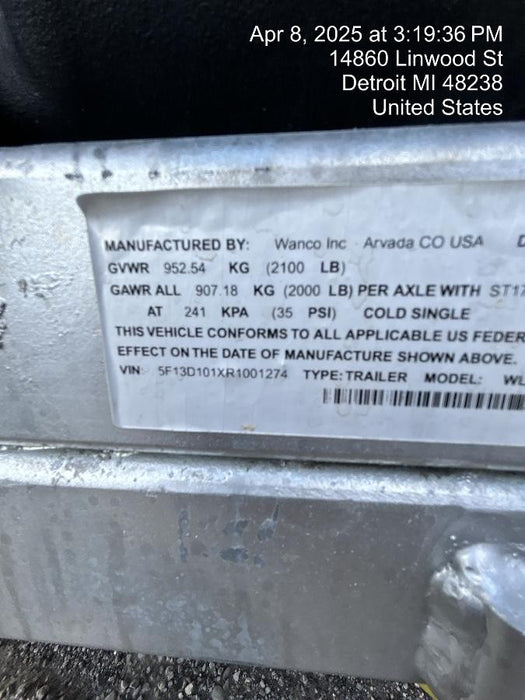 Apr 8, 2025 at 3:19:36 PM
14860 Linwood St
Detroit MI 48238
United States
MANUFACTURED BY: Wanco Inc Arvada CO USA D
GVWR 952.54 KG (2100 LB)
GAWR ALL 907.18 KG (2000 LB) PER AXLE WITH ST17
AT 241 KPA (35 PSI) COLD SINGLE
THIS VEHICLE CONFORMS TO ALL APPLICABLE US FEDER
EFFECT ON THE DATE OF MANUFACTURE SHOWN ABOVE.
VIN: 5F13D101XR1001274 TYPE: TRAILER MODEL: WL